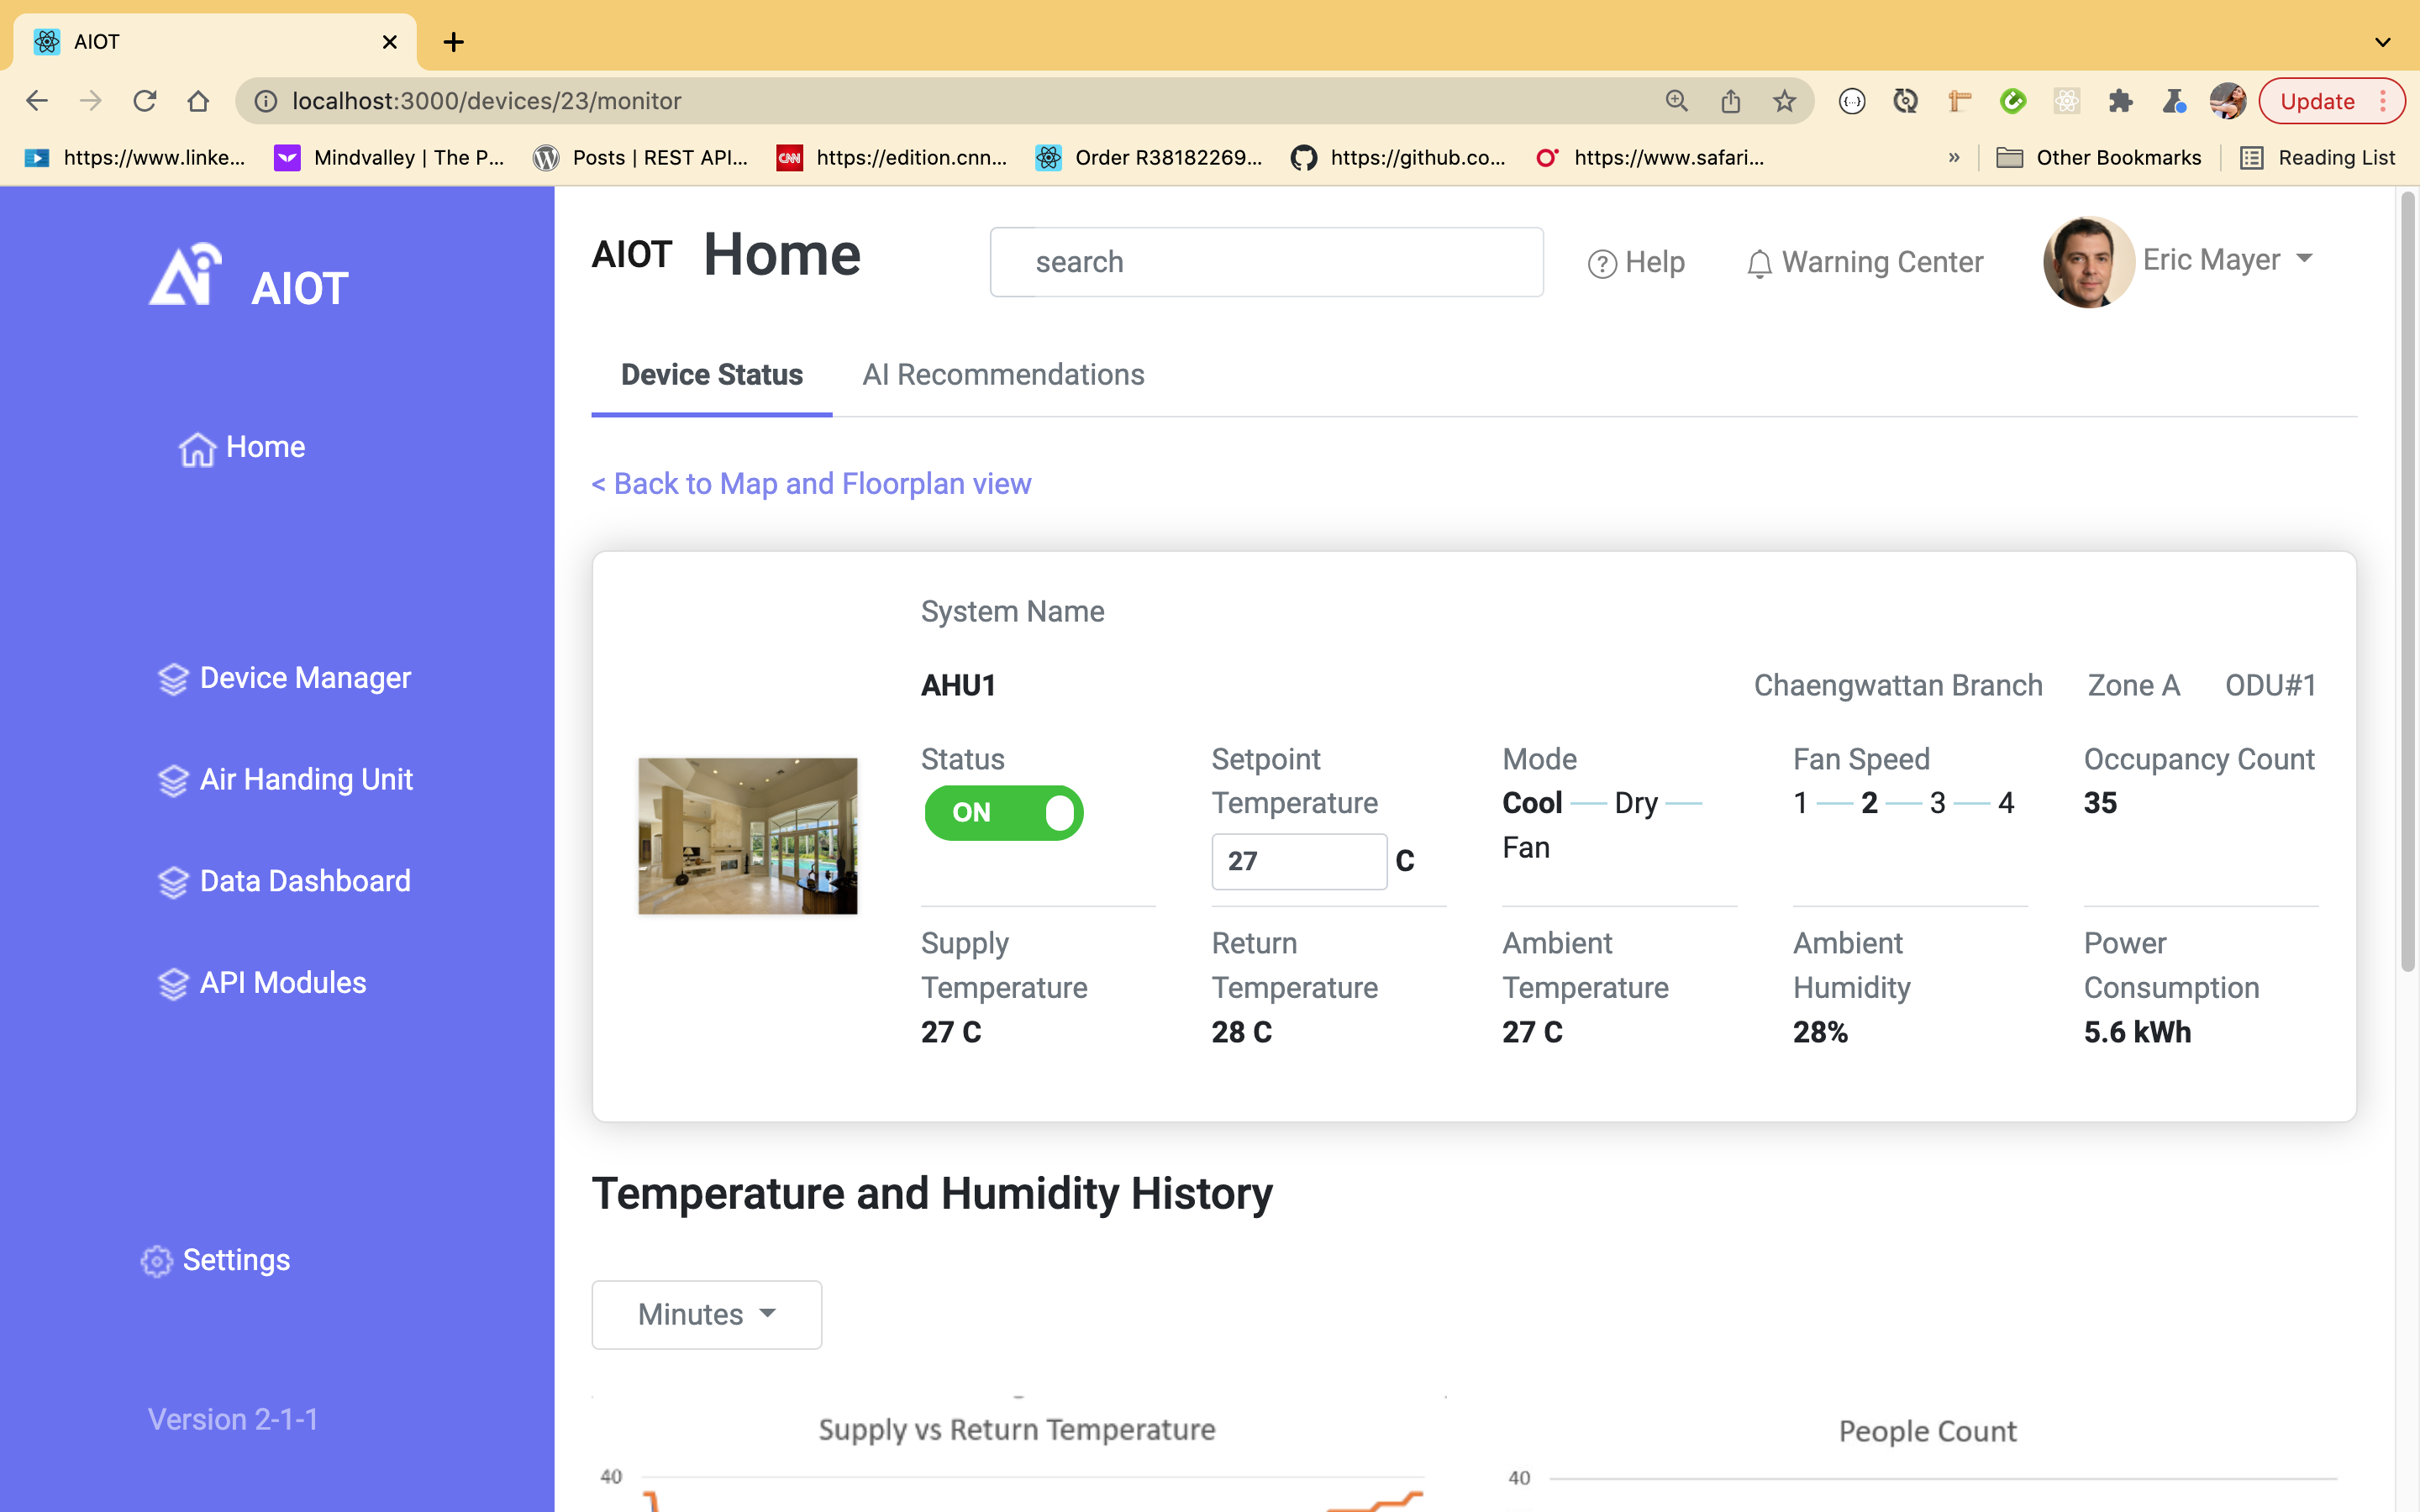 AIOT
localhost:3000/devices/23/monitor
Update
https://www.linke...
Mindvalley | The P...
Posts | REST API...
CNN
https://edition.cnn...
Order R38182269...
https://github.co...
https://www.safari...
»
Other Bookmarks
Reading List
AIOT
Home
Device Manager
Air Handing Unit
Data Dashboard
API Modules
Settings
Version 2-1-1
AIOT Home
search
? Help
Warning Center
Eric Mayer
Device Status
AI Recommendations
< Back to Map and Floorplan view
System Name
AHU1
Chaengwattan Branch
Zone A
ODU#1
Status
ON
Setpoint
Temperature
27 C
Mode
Cool — Dry —
Fan
Fan Speed
1 — 2 — 3 — 4
Occupancy Count
35
Supply
Temperature
27 C
Return
Temperature
28 C
Ambient
Temperature
27 C
Ambient
Humidity
28%
Power
Consumption
5.6 kWh
Temperature and Humidity History
Minutes
Supply vs Return Temperature
40
People Count
40